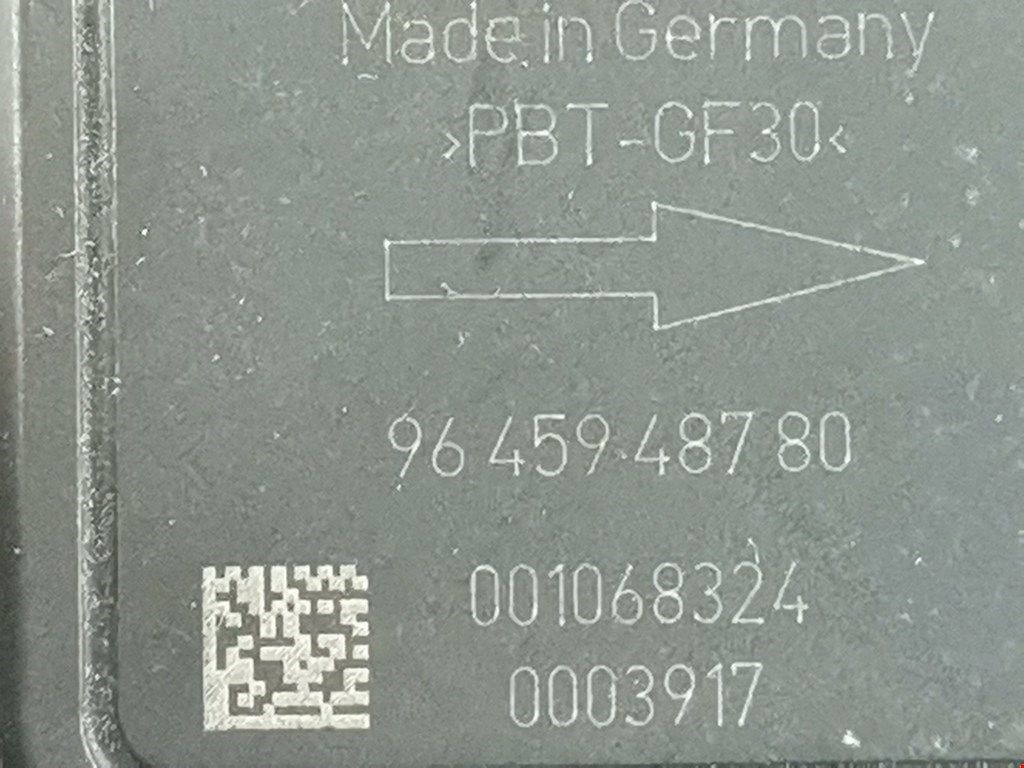 Made in Germany
>PBT-GF30<
96 459 487 80
001068324
0003917